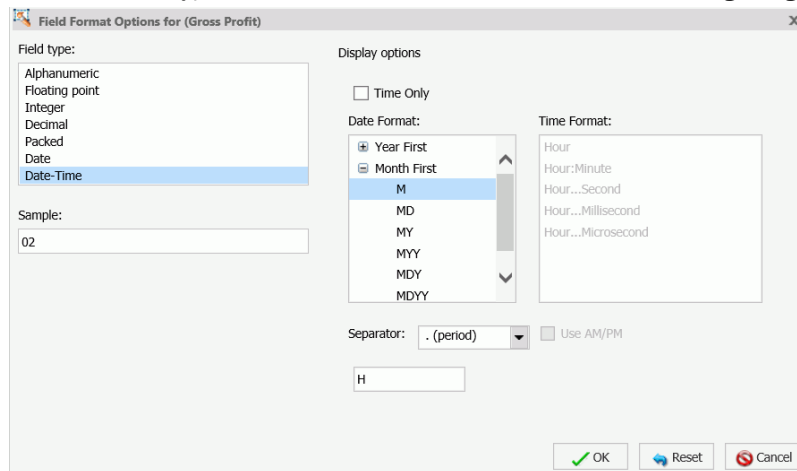 Field Format Options for (Gross Profit)
x
Field type:
Alphanumeric
Floating point
Integer
Decimal
Packed
Date
Date-Time
Sample:
02
Display options
Time Only
Date Format:
Year First
Month First
M
MD
MY
MYY
MDY
MDYY
Time Format:
Hour
Hour:Minute
Hour...Second
Hour...Millisecond
Hour...Microsecond
Separator:
. (period)
Use AM/PM
H
OK
Reset
Cancel